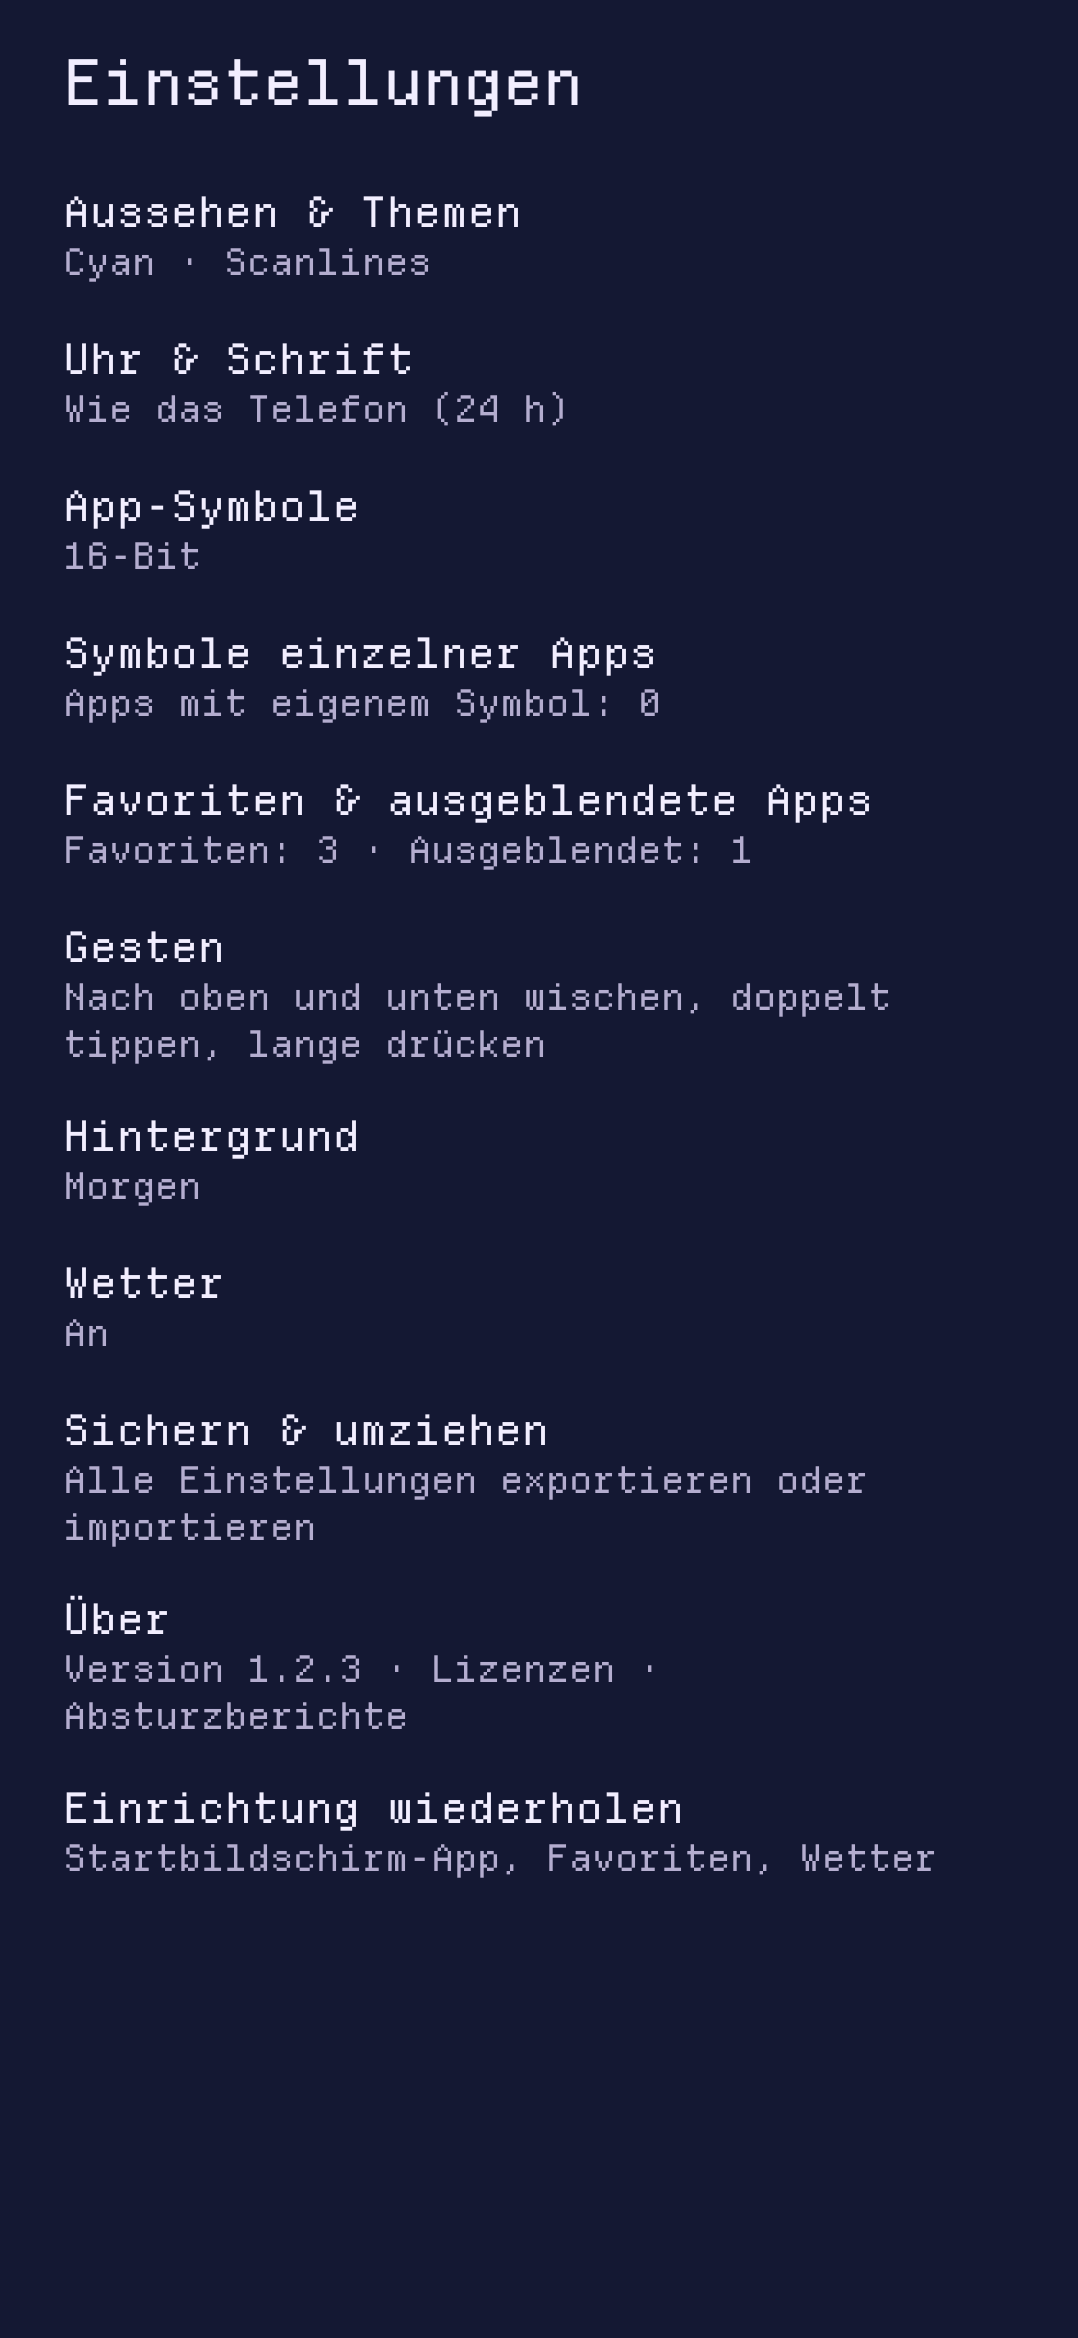 Einstellungen
Aussehen & Themen
Cyan · Scanlines
Uhr & Schrift
Wie das Telefon (24 h)
App-Symbole
16-Bit
Symbole einzelner Apps
Apps mit eigenem Symbol: 0
Favoriten & ausgeblendete Apps
Favoriten: 3 · Ausgeblendet: 1
Gesten
Nach oben und unten wischen, doppelt
tippen, lange drücken
Hintergrund
Morgen
Wetter
An
Sichern & umziehen
Alle Einstellungen exportieren oder
importieren
Über
Version 1.2.3 · Lizenzen ·
Absturzberichte
Einrichtung wiederholen
Startbildschirm-App, Favoriten, Wetter